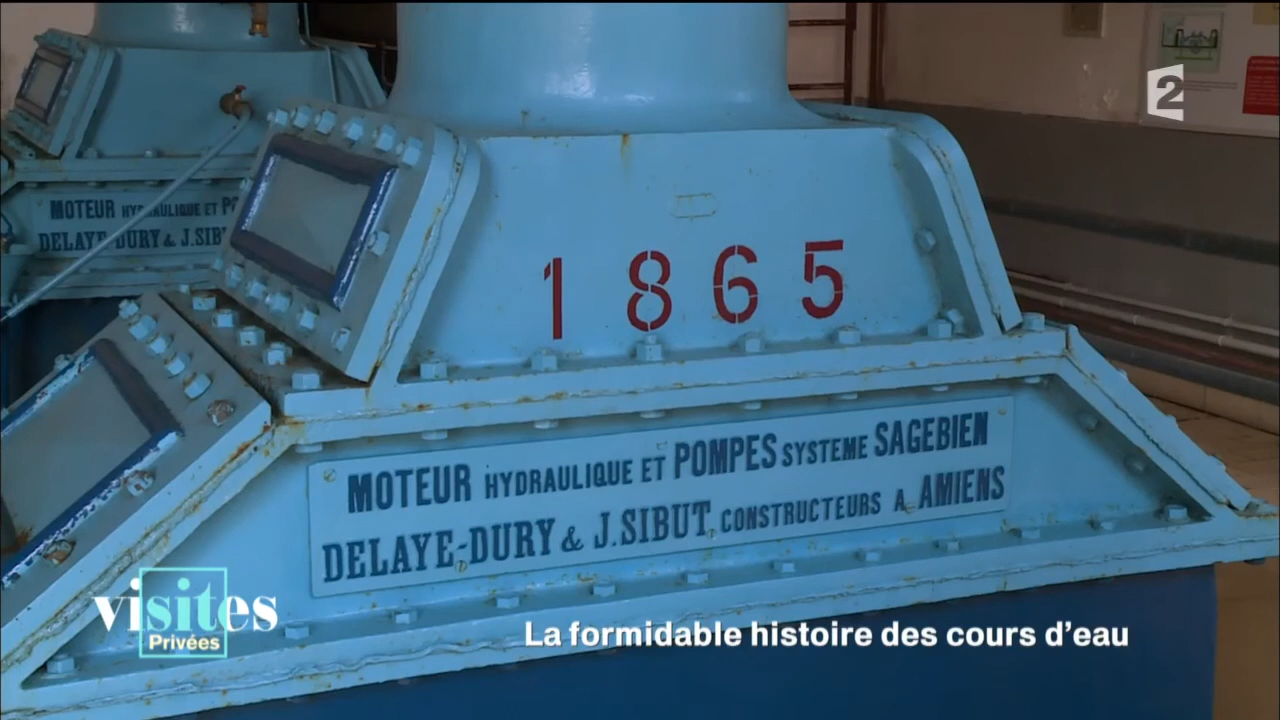 2
MOTEUR HYDRAULIQUE ET
DELAYE-DURY & J.SIBUT
1865
MOTEUR HYDRAULIQUE ET POMPES SYSTEME SAGEBIEN
DELAYE-DURY & J.SIBUT CONSTRUCTEURS A AMIENS
visites
Privées
La formidable histoire des cours d'eau